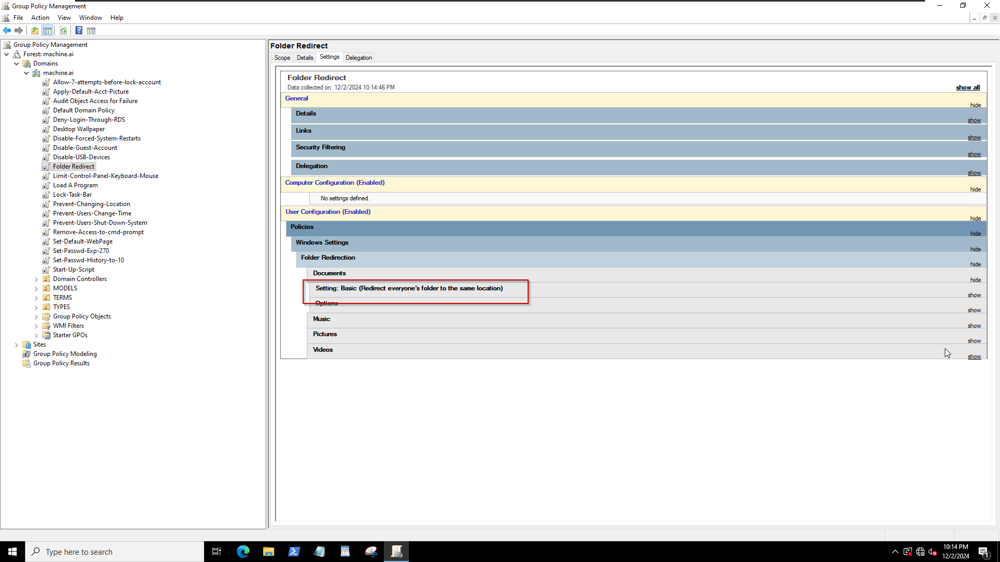 Group Policy Management
File Action View Window Help
Group Policy Management
Forest: machine.ai
Domains
machine.ai
Allow-7-attempts-before-lock-account
Apply-Default-Acct-Picture
Audit Object Access for Failure
Default Domain Policy
Deny-Login-Through-RDS
Desktop Wallpaper
Disable-Forced-System-Restarts
Disable-Guest-Account
Disable-USB-Devices
Folder Redirect
Limit-Control-Panel-Keyboard-Mouse
Load A Program
Lock-Task-Bar
Prevent-Changing-Location
Prevent-Users-Change-Time
Prevent-Users-Shut-Down-System
Remove-Access-to-cmd-prompt
Set-Default-WebPage
Set-Passwd-Exp-270
Set-Passwd-History-to-10
Start-Up-Script
Domain Controllers
MODELS
TERMS
TYPES
Group Policy Objects
WMI Filters
Starter GPOs
Sites
Group Policy Modeling
Group Policy Results
Folder Redirect
Scope Details Settings Delegation
Folder Redirect
Data collected on: 12/2/2024 10:14:46 PM
show all
General
hide
Details
show
Links
show
Security Filtering
show
Delegation
show
Computer Configuration (Enabled)
hide
No settings defined.
User Configuration (Enabled)
hide
Policies
hide
Windows Settings
hide
Folder Redirection
hide
Documents
hide
Setting: Basic (Redirect everyone's folder to the same location)
show
Options
show
Music
show
Pictures
show
Videos
show
Type here to search
10:14 PM
12/2/2024
1